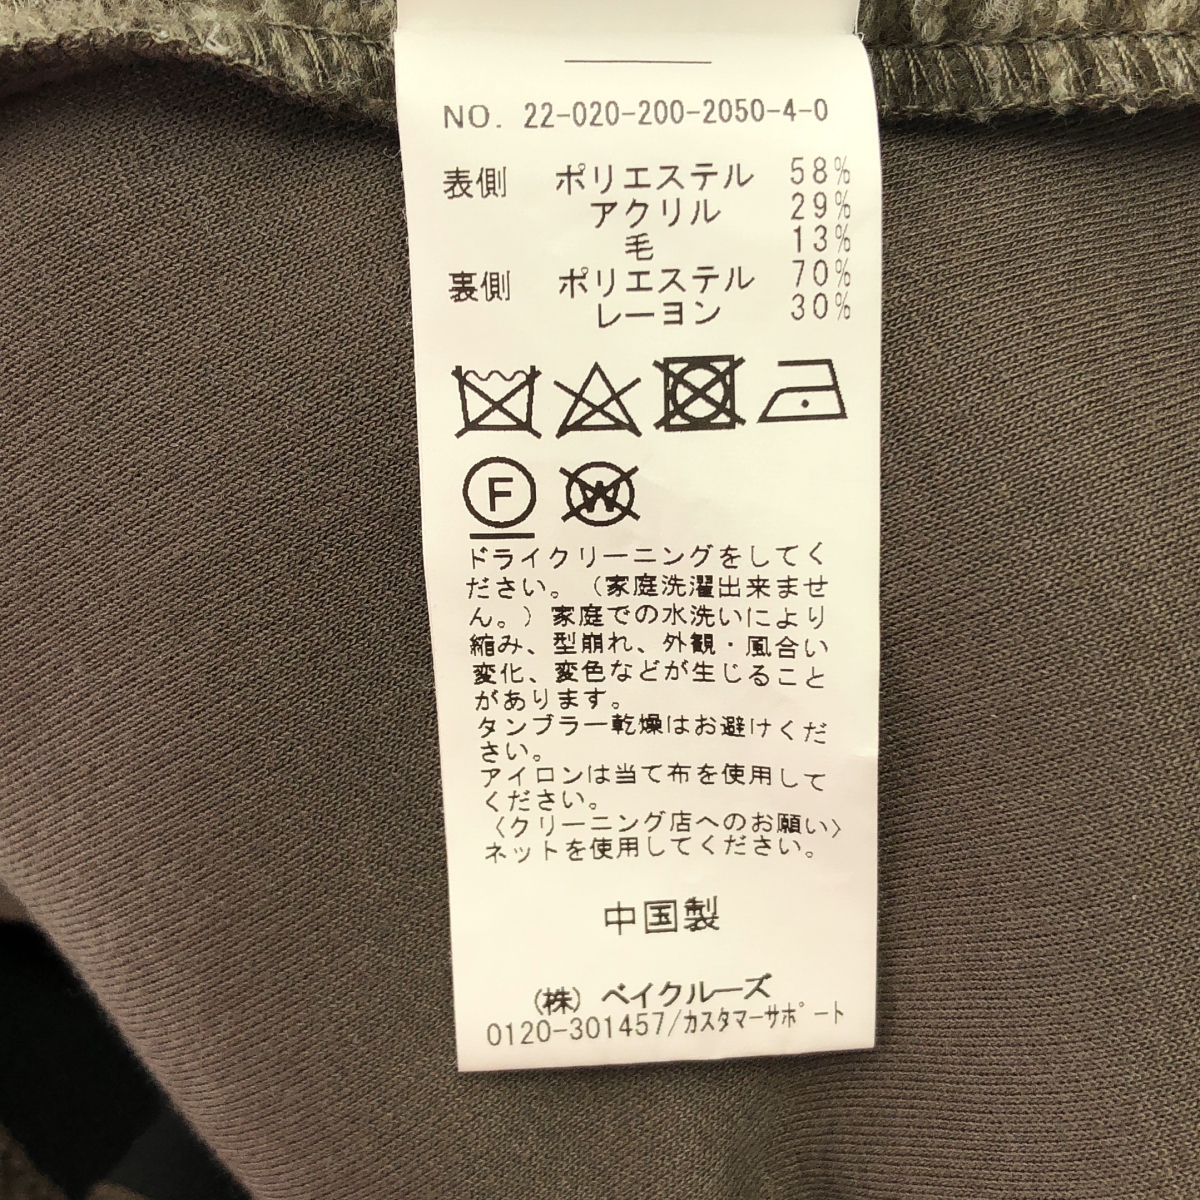 NO. 22-020-200-2050-4-0
表側 ポリエステル 58%
アクリル 29%
毛 13%
裏側 ポリエステル 70%
レーヨン 30%
F W
ドライクリーニングをしてく
ださい。（家庭洗濯出来ませ
ん。）家庭での水洗いにより
縮み、型崩れ、外観・風合い
変化、変色などが生じること
があります。
タンブラー乾燥はお避けくだ
さい。
アイロンは当て布を使用して
ください。
〈クリーニング店へのお願い〉
ネットを使用してください。
中国製
(株) ベイクルーズ
0120-301457/カスタマーサポート